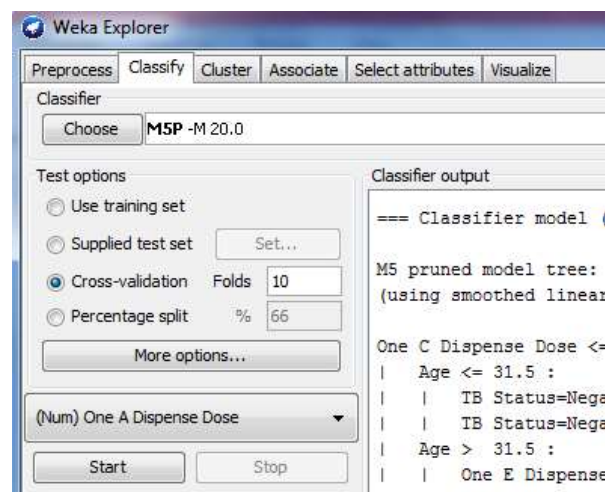 Weka Explorer
Preprocess Classify Cluster Associate Select attributes Visualize
Classifier
Choose M5P -M 20.0
Test options
Use training set
Supplied test set Set...
Cross-validation Folds 10
Percentage split % 66
More options...
(Num) One A Dispense Dose
Start Stop
Classifier output
=== Classifier model (
M5 pruned model tree:
(using smoothed linear
One C Dispense Dose <=
| Age <= 31.5 :
| | TB Status=Nega
| | TB Status=Nega
| Age > 31.5 :
| | One E Dispense